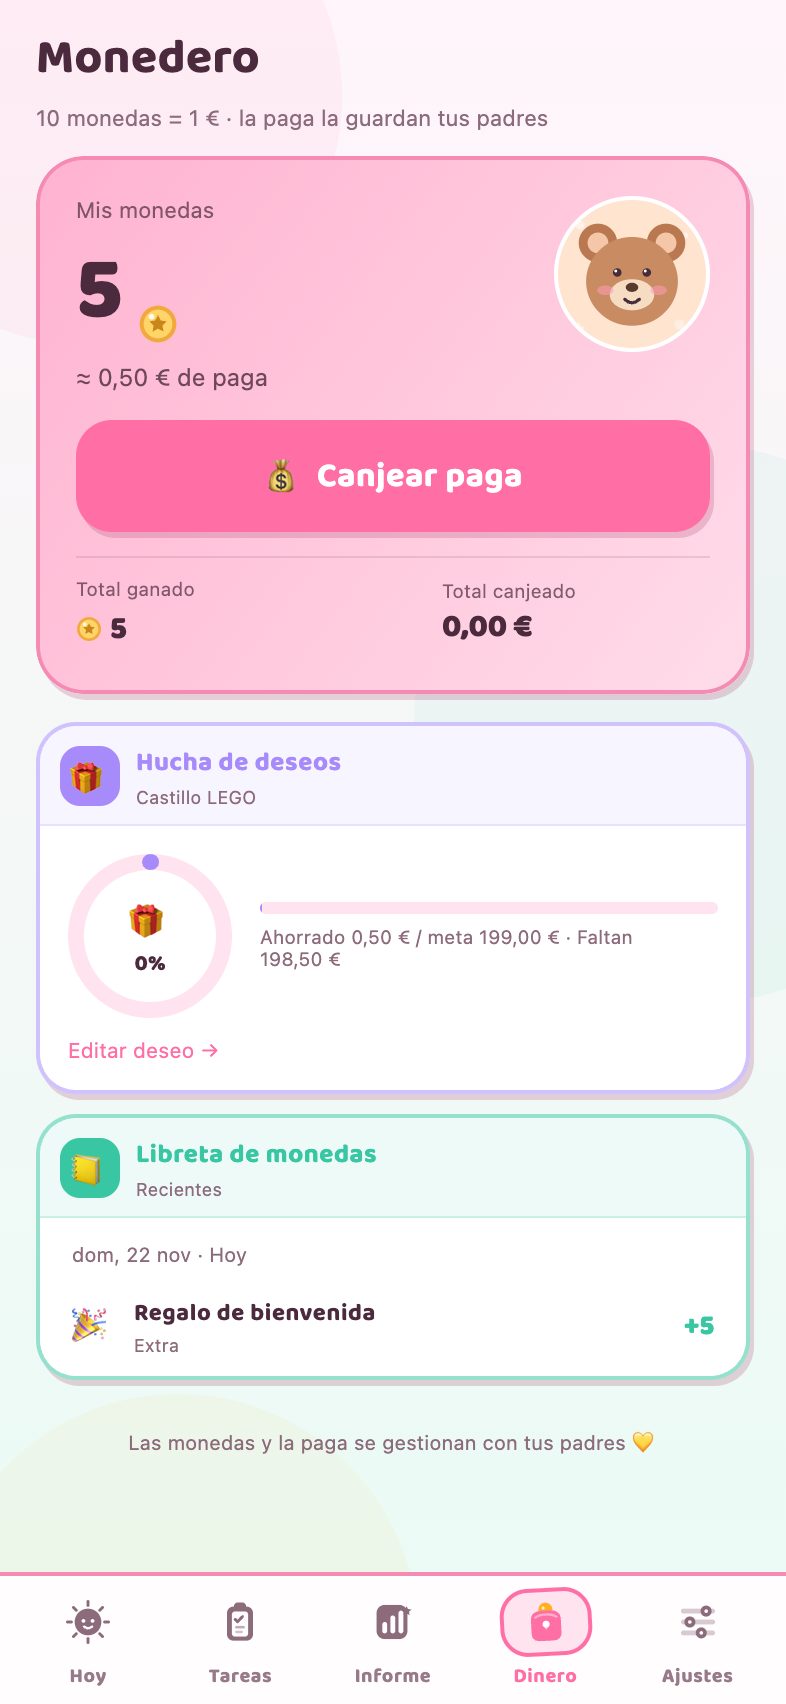 Monedero
10 monedas = 1 € · la paga la guardan tus padres
Mis monedas
5
≈ 0,50 € de paga
Canjear paga
Total ganado
5
Total canjeado
0,00 €
Hucha de deseos
Castillo LEGO
0%
Ahorrado 0,50 € / meta 199,00 € · Faltan
198,50 €
Editar deseo →
Libreta de monedas
Recientes
dom, 22 nov · Hoy
Regalo de bienvenida
Extra
+5
Las monedas y la paga se gestionan con tus padres 💛
Hoy
Tareas
Informe
Dinero
Ajustes